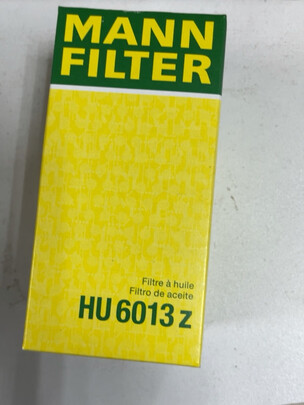 MANN
FILTER
Filtre à huile
Filtro de aceite
HU 6013 z